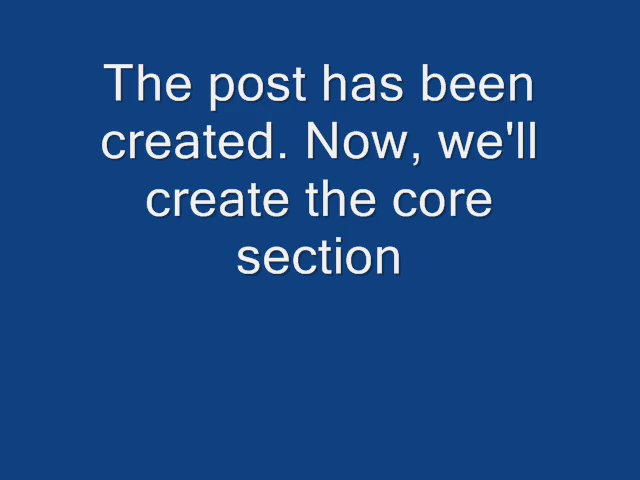 The post has been
created. Now, we'll
create the core
section